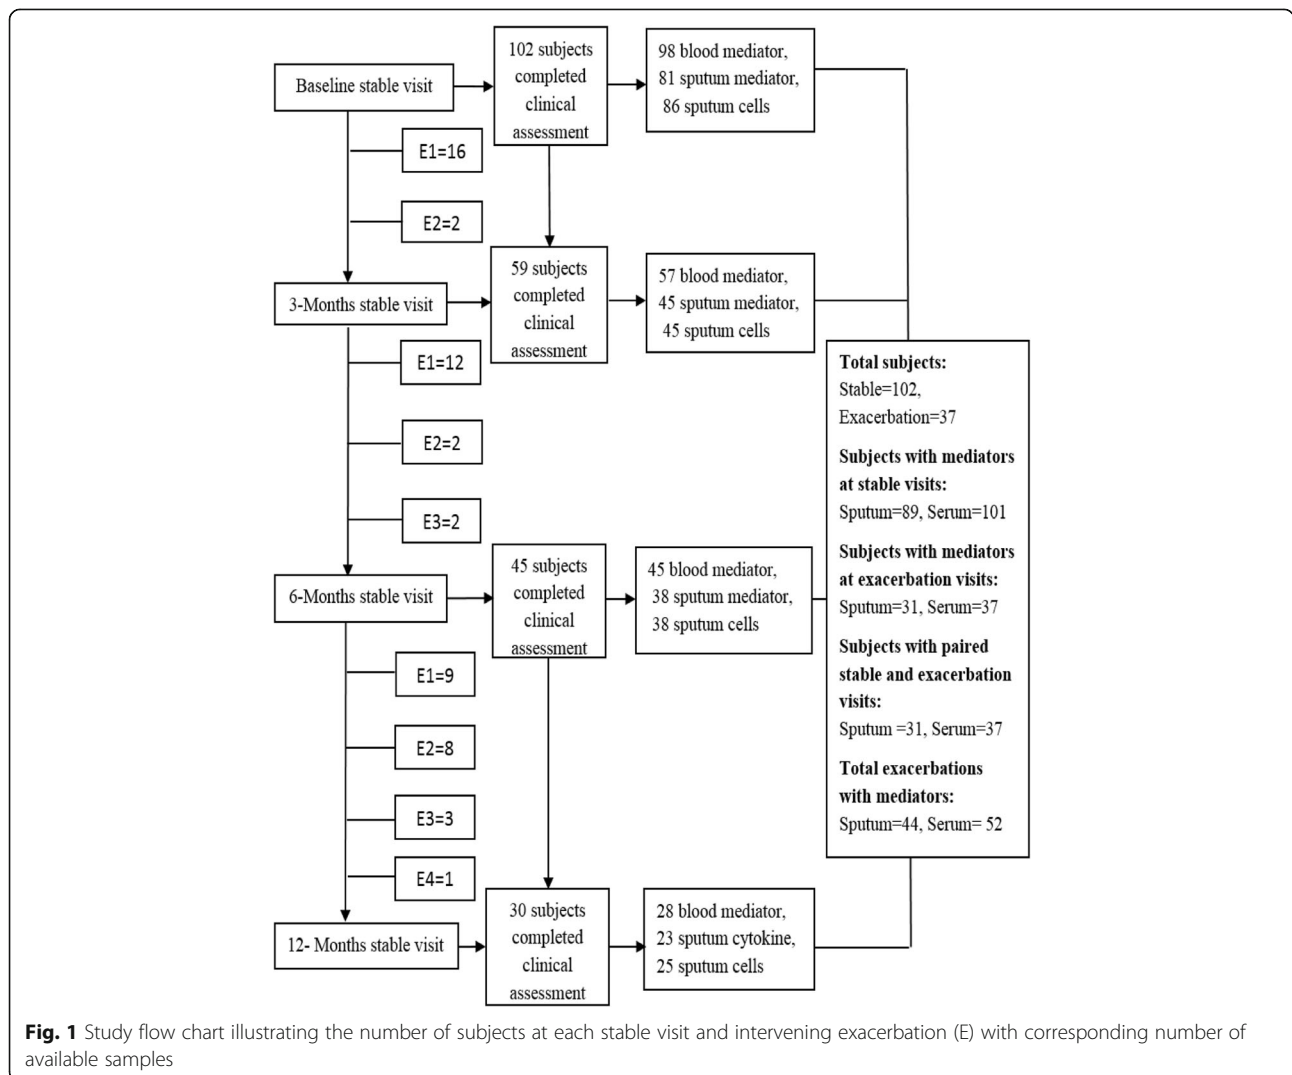 Baseline stable visit
102 subjects
completed
clinical
assessment
98 blood mediator,
81 sputum mediator,
86 sputum cells
E1=16
E2=2
3-Months stable visit
59 subjects
completed
clinical
assessment
57 blood mediator,
45 sputum mediator,
45 sputum cells
E1=12
E2=2
E3=2
6-Months stable visit
45 subjects
completed
clinical
assessment
45 blood mediator,
38 sputum mediator,
38 sputum cells
E1=9
E2=8
E3=3
E4=1
12- Months stable visit
30 subjects
completed
clinical
assessment
28 blood mediator,
23 sputum cytokine,
25 sputum cells
Total subjects:
Stable=102,
Exacerbation=37
Subjects with mediators
at stable visits:
Sputum=89, Serum=101
Subjects with mediators
at exacerbation visits:
Sputum=31, Serum=37
Subjects with paired
stable and exacerbation
visits:
Sputum =31, Serum=37
Total exacerbations
with mediators:
Sputum=44, Serum= 52
Fig. 1 Study flow chart illustrating the number of subjects at each stable visit and intervening exacerbation (E) with corresponding number of
available samples